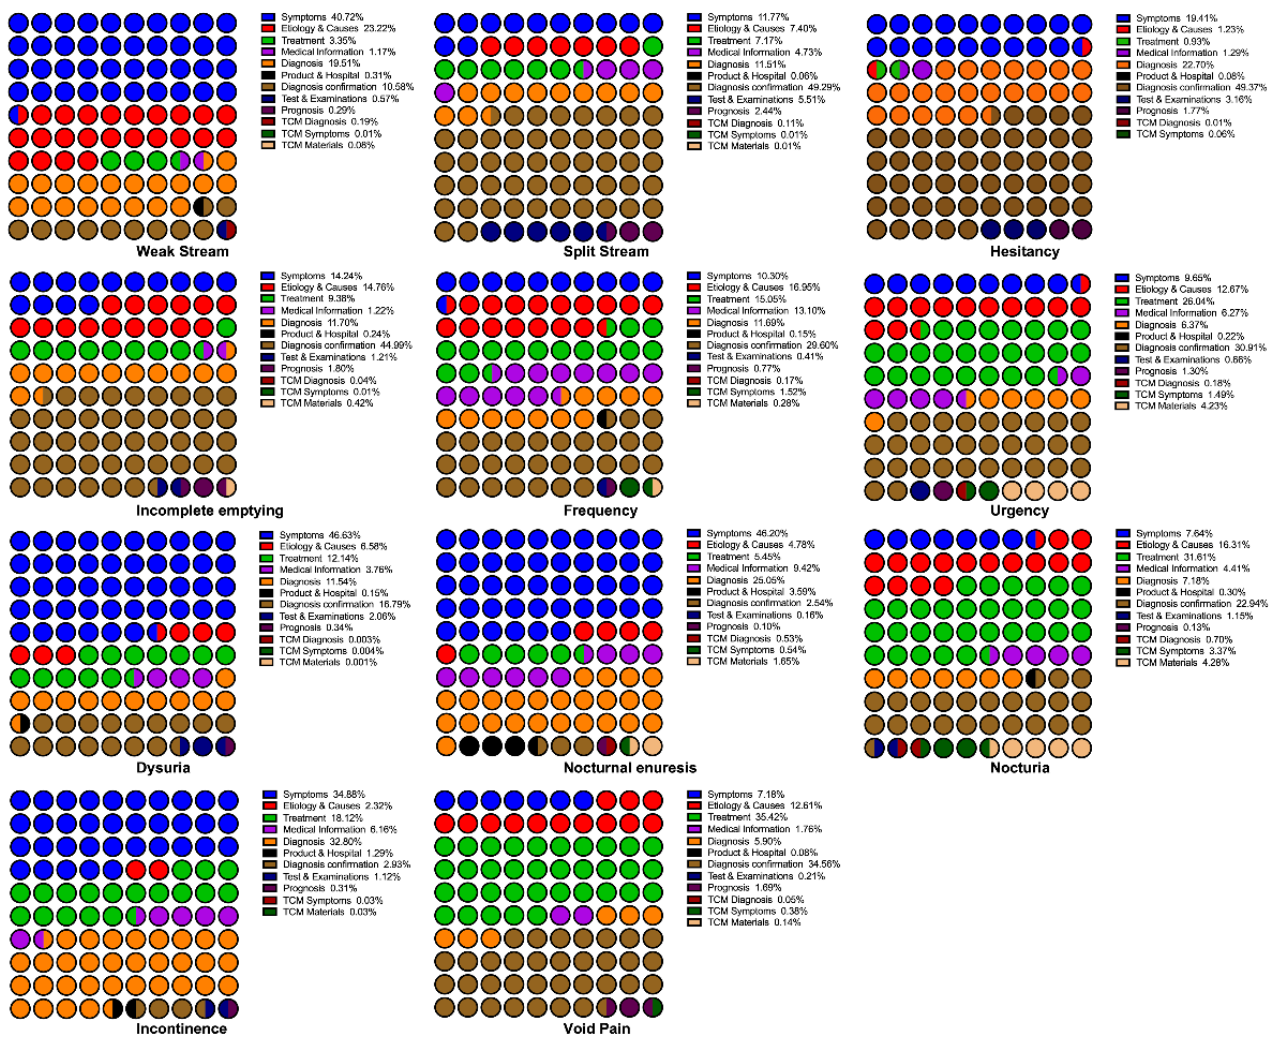 Symptoms 40.72%
Etiology & Causes 23.22%
Treatment 3.35%
Medical Information 1.17%
Diagnosis 19.51%
Product & Hospital 0.31%
Diagnosis confirmation 10.58%
Test & Examinations 0.57%
Prognosis 0.29%
TCM Diagnosis 0.19%
TCM Symptoms 0.01%
TCM Materials 0.08%
Weak Stream
Symptoms 11.77%
Etiology & Causes 7.40%
Treatment 7.17%
Medical Information 4.73%
Diagnosis 11.51%
Product & Hospital 0.06%
Diagnosis confirmation 49.29%
Test & Examinations 5.51%
Prognosis 2.44%
TCM Diagnosis 0.11%
TCM Symptoms 0.01%
TCM Materials 0.01%
Split Stream
Symptoms 19.41%
Etiology & Causes 1.23%
Treatment 0.93%
Medical Information 1.29%
Diagnosis 22.70%
Product & Hospital 0.08%
Diagnosis confirmation 49.37%
Test & Examinations 3.16%
Prognosis 1.77%
TCM Diagnosis 0.01%
TCM Symptoms 0.06%
Hesitancy
Symptoms 14.24%
Etiology & Causes 14.76%
Treatment 9.38%
Medical Information 1.22%
Diagnosis 11.70%
Product & Hospital 0.24%
Diagnosis confirmation 44.99%
Test & Examinations 1.21%
Prognosis 1.80%
TCM Diagnosis 0.04%
TCM Symptoms 0.01%
TCM Materials 0.42%
Incomplete emptying
Symptoms 10.30%
Etiology & Causes 16.95%
Treatment 15.05%
Medical Information 13.10%
Diagnosis 11.69%
Product & Hospital 0.15%
Diagnosis confirmation 29.60%
Test & Examinations 0.41%
Prognosis 0.77%
TCM Diagnosis 0.17%
TCM Symptoms 1.52%
TCM Materials 0.28%
Frequency
Symptoms 9.65%
Etiology & Causes 12.67%
Treatment 26.04%
Medical Information 6.27%
Diagnosis 6.37%
Product & Hospital 0.22%
Diagnosis confirmation 30.91%
Test & Examinations 0.66%
Prognosis 1.30%
TCM Diagnosis 0.18%
TCM Symptoms 1.49%
TCM Materials 4.23%
Urgency
Symptoms 46.63%
Etiology & Causes 6.58%
Treatment 12.14%
Medical Information 3.76%
Diagnosis 11.54%
Product & Hospital 0.15%
Diagnosis confirmation 16.79%
Test & Examinations 2.06%
Prognosis 0.34%
TCM Diagnosis 0.003%
TCM Symptoms 0.004%
TCM Materials 0.001%
Dysuria
Symptoms 46.20%
Etiology & Causes 4.78%
Treatment 5.45%
Medical Information 9.42%
Diagnosis 25.05%
Product & Hospital 3.59%
Diagnosis confirmation 2.54%
Test & Examinations 0.16%
Prognosis 0.10%
TCM Diagnosis 0.53%
TCM Symptoms 0.54%
TCM Materials 1.65%
Nocturnal enuresis
Symptoms 7.64%
Etiology & Causes 16.31%
Treatment 31.61%
Medical Information 4.41%
Diagnosis 7.18%
Product & Hospital 0.30%
Diagnosis confirmation 22.94%
Test & Examinations 1.15%
Prognosis 0.13%
TCM Diagnosis 0.70%
TCM Symptoms 3.37%
TCM Materials 4.28%
Nocturia
Symptoms 34.88%
Etiology & Causes 2.32%
Treatment 18.12%
Medical Information 6.16%
Diagnosis 32.80%
Product & Hospital 1.29%
Diagnosis confirmation 2.93%
Test & Examinations 1.12%
Prognosis 0.31%
TCM Symptoms 0.03%
TCM Materials 0.03%
Incontinence
Symptoms 7.18%
Etiology & Causes 12.61%
Treatment 35.42%
Medical Information 1.76%
Diagnosis 5.90%
Product & Hospital 0.08%
Diagnosis confirmation 34.56%
Test & Examinations 0.21%
Prognosis 1.69%
TCM Diagnosis 0.05%
TCM Symptoms 0.38%
TCM Materials 0.14%
Void Pain